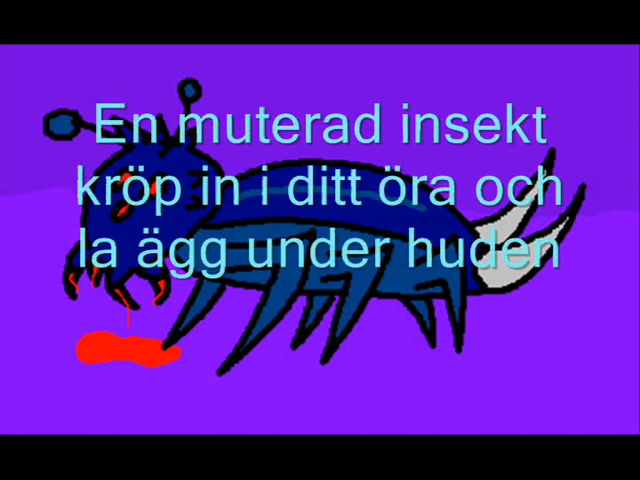 En muterad insekt
kröp in i ditt öra och
la ägg under huden